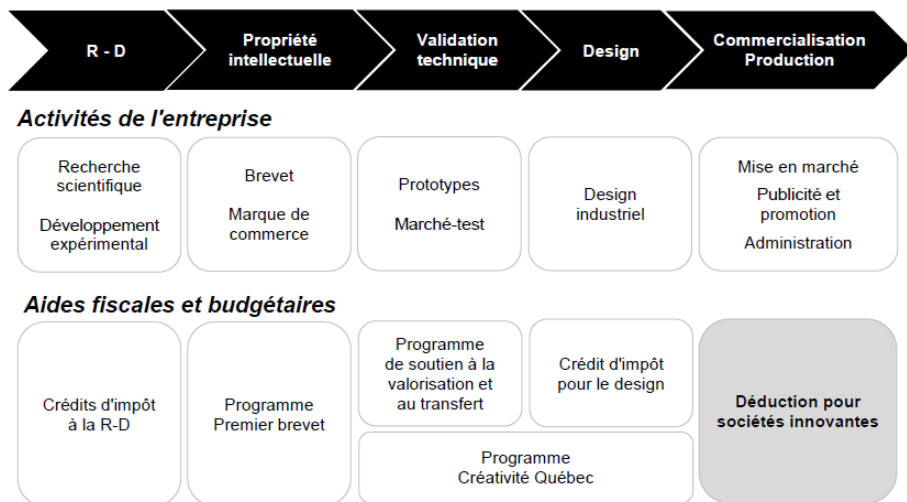 R - D
Propriété
intellectuelle
Validation
technique
Design
Commercialisation
Production
Activités de l'entreprise
Recherche
scientifique
Développement
expérimental
Brevet
Marque de
commerce
Prototypes
Marché-test
Design
industriel
Mise en marché
Publicité et
promotion
Administration
Aides fiscales et budgétaires
Crédits d'impôt
à la R-D
Programme
Premier brevet
Programme
de soutien à la
valorisation et
au transfert
Crédit d'impôt
pour le design
Programme
Créativité Québec
Déduction pour
sociétés innovantes